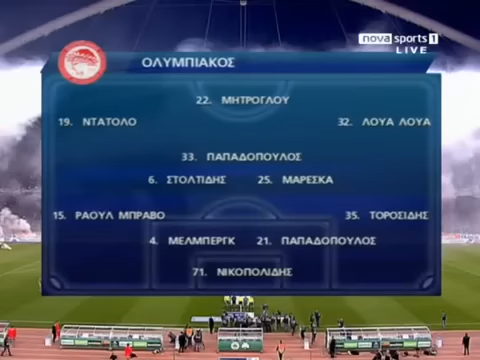 nova sports 1
LIVE
ΟΛΥΜΠΙΑΚΟΣ
22. ΜΗΤΡΟΓΛΟΥ
19. ΝΤΑΤΟΛΟ
32. ΛΟΥΑ ΛΟΥΑ
33. ΠΑΠΑΔΟΠΟΥΛΟΣ
6. ΣΤΟΛΤΙΔΗΣ
25. ΜΑΡΕΣΚΑ
15. ΡΑΟΥΛ ΜΠΡΑΒΟ
35. ΤΟΡΟΣΙΔΗΣ
4. ΜΕΛΜΠΕΡΓΚ
21. ΠΑΠΑΔΟΠΟΥΛΟΣ
71. ΝΙΚΟΠΟΛΙΔΗΣ